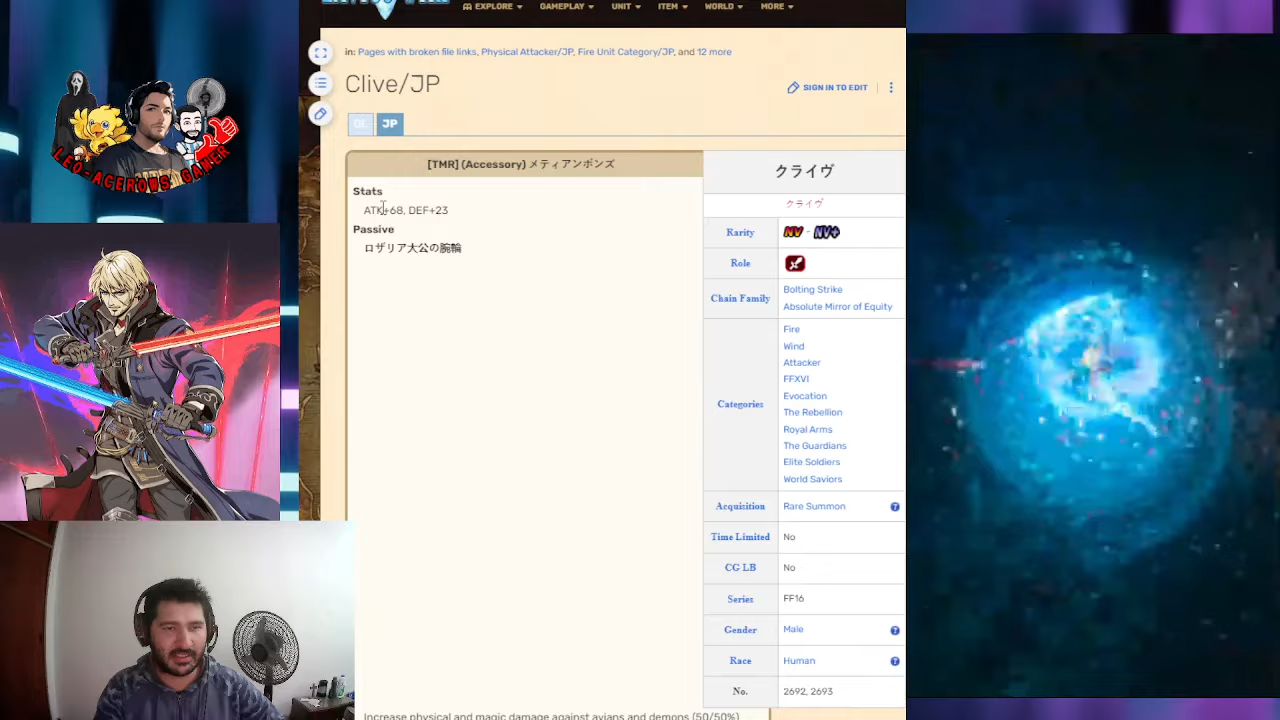 EXPLORE
GAMEPLAY
UNIT
ITEM
WORLD
MORE
in: Pages with broken file links, Physical Attacker/JP, Fire Unit Category/JP, and 12 more
Clive/JP
SIGN IN TO EDIT
GL
JP
LEO-ACEROWS GAMER
[TMR] (Accessory) メティアンボンズ
Stats
ATK+68, DEF+23
Passive
ロザリア大公の腕輪
クライヴ
クライヴ
Rarity NV - NV+
Role
Chain Family
Bolting Strike
Absolute Mirror of Equity
Categories
Fire
Wind
Attacker
FFXVI
Evocation
The Rebellion
Royal Arms
The Guardians
Elite Soldiers
World Saviors
Acquisition Rare Summon ?
Time Limited No
CG LB No
Series FF16
Gender Male ?
Race Human ?
No. 2692, 2693
Increase physical and magic damage against avians and demons (50/50%)